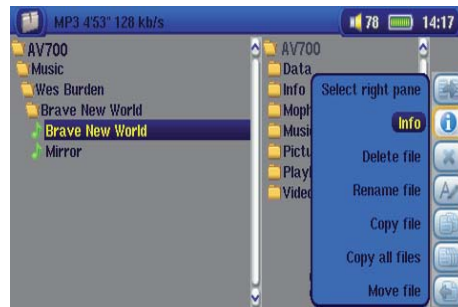 MP3 4'53" 128 kb/s 78 14:17
AV700
Music
Wes Burden
Brave New World
Brave New World
Mirror
AV700
Data
Info
Moph
Musi
Pictu
Playl
Video
Select right pane
Info
Delete file
Rename file
Copy file
Copy all files
Move file